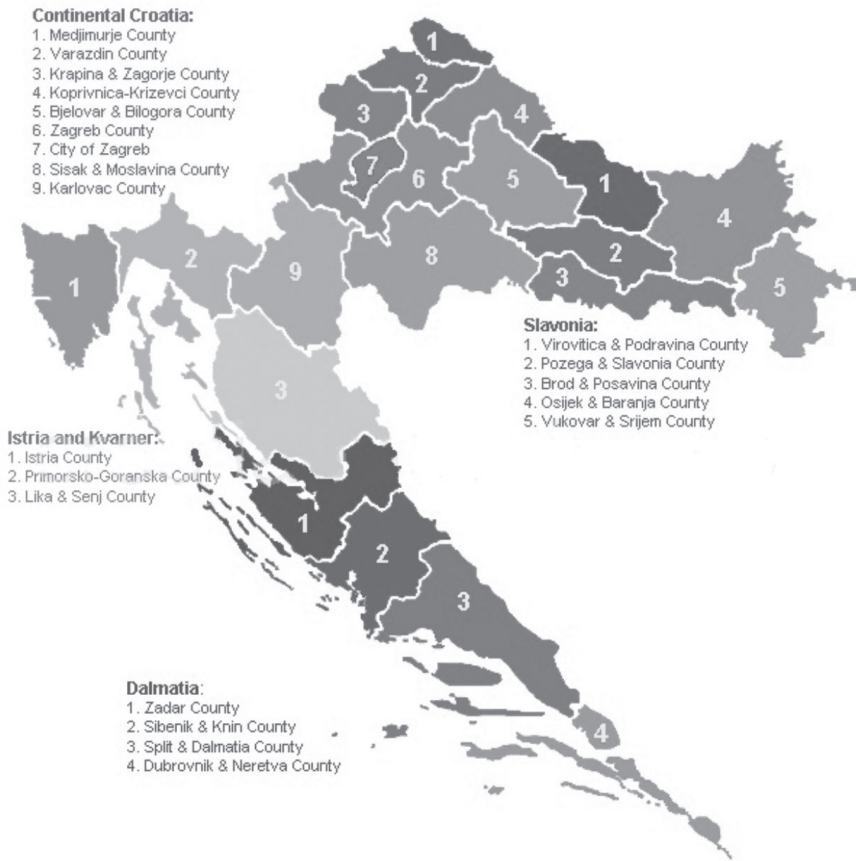 Continental Croatia:
1. Medjimurje County
2. Varazdin County
3. Krapina & Zagorje County
4. Koprivnica-Krizevci County
5. Bjelovar & Bilogora County
6. Zagreb County
7. City of Zagreb
8. Sisak & Moslavina County
9. Karlovac County
1
2
3
4
7
6
5
1
4
2
1
2
9
8
3
5
Slavonia:
1. Virovitica & Podravina County
2. Pozega & Slavonia County
3. Brod & Posavina County
4. Osijek & Baranja County
5. Vukovar & Srijem County
3
Istria and Kvarner:
1. Istria County
2. Primorsko-Goranska County
3. Lika & Senj County
1
2
3
Dalmatia:
1. Zadar County
2. Sibenik & Knin County
3. Split & Dalmatia County
4. Dubrovnik & Neretva County
4